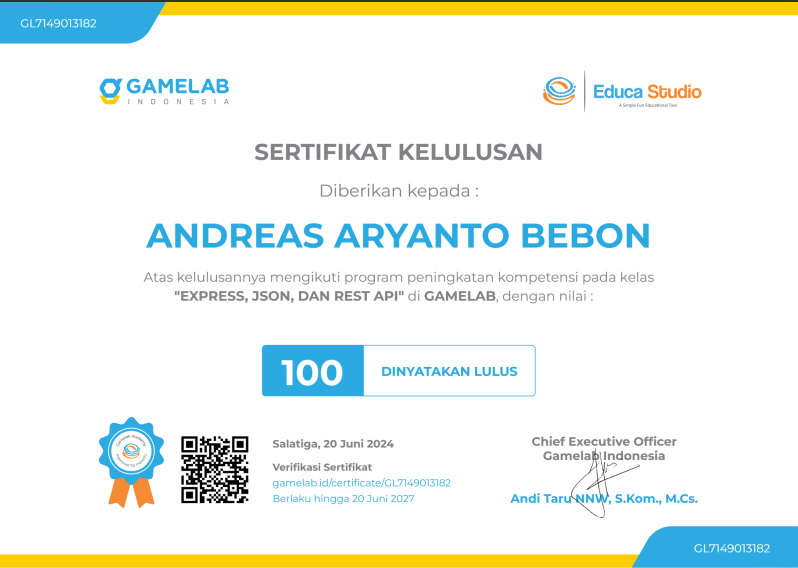 GL7149013182
GAMELAB
INDONESIA
Educa Studio
A Simple Fun Educational Tool
SERTIFIKAT KELULUSAN
Diberikan kepada :
ANDREAS ARYANTO BEBON
Atas kelulusannya mengikuti program peningkatan kompetensi pada kelas
"EXPRESS, JSON, DAN REST API" di GAMELAB, dengan nilai :
100
DINYATAKAN LULUS
Gamelab Academy
Salatiga, 20 Juni 2024
Verifikasi Sertifikat
gamelab.id/certificate/GL7149013182
Berlaku hingga 20 Juni 2027
Chief Executive Officer
Gamelab Indonesia
Andi Taru NNW, S.Kom., M.Cs.
GL7149013182